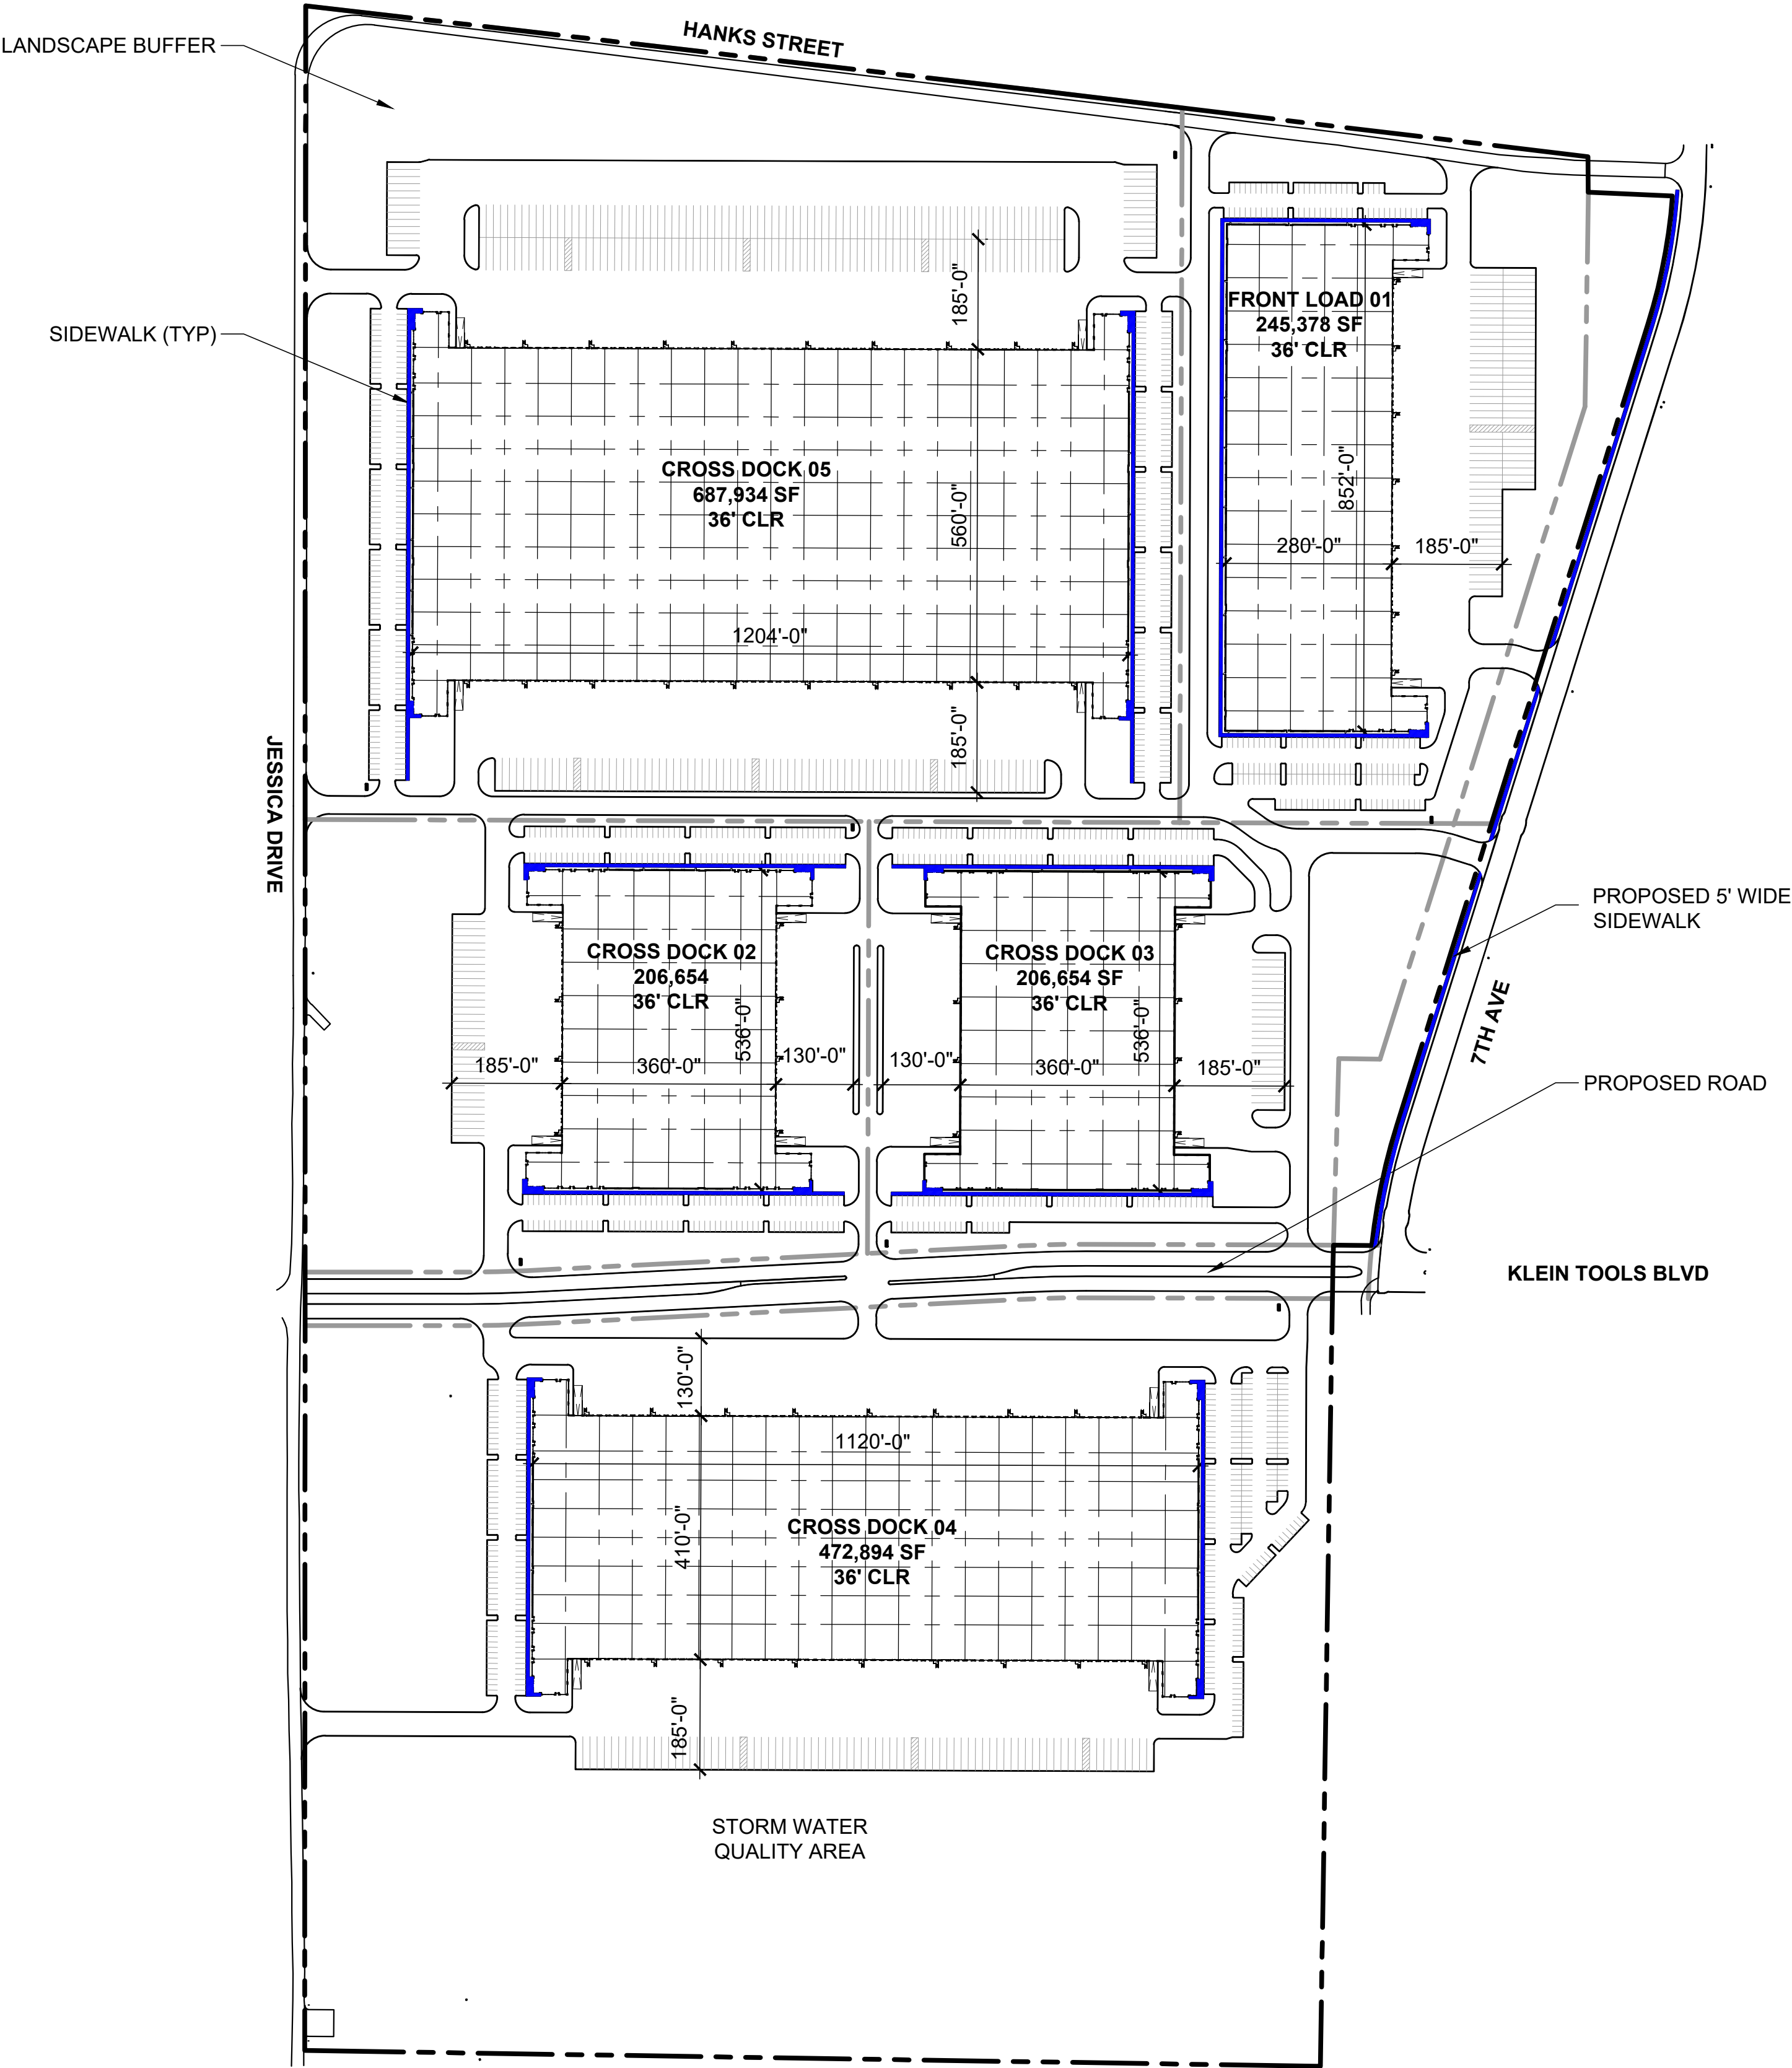 HANKS STREET
LANDSCAPE BUFFER
185'-0"
FRONT LOAD 01
245,378 SF
36' CLR
SIDEWALK (TYP)
CROSS DOCK 05
687,934 SF
36' CLR
560'-0"
852'-0"
280'-0"
185'-0"
1204'-0"
185'-0"
JESSICA DRIVE
PROPOSED 5' WIDE
SIDEWALK
CROSS DOCK 02
206,654
36' CLR
CROSS DOCK 03
206,654 SF
36' CLR
536'-0"
536'-0"
7TH AVE
185'-0"
360'-0"
130'-0"
130'-0"
360'-0"
185'-0"
PROPOSED ROAD
KLEIN TOOLS BLVD
130'-0"
1120'-0"
CROSS DOCK 04
472,894 SF
36' CLR
410'-0"
185'-0"
STORM WATER
QUALITY AREA